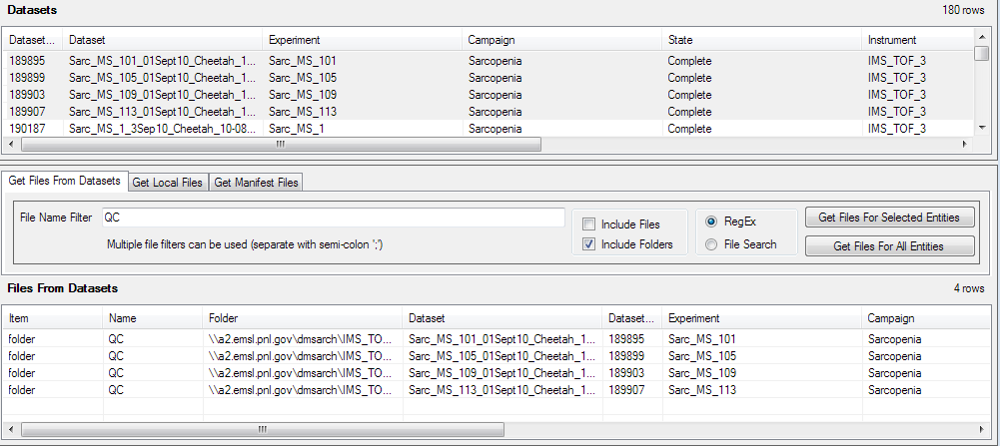 Datasets 180 rows
Dataset... Dataset Experiment Campaign State Instrument
189895 Sarc_MS_101_01Sept10_Cheetah_1... Sarc_MS_101 Sarcopenia Complete IMS_TOF_3
189899 Sarc_MS_105_01Sept10_Cheetah_1... Sarc_MS_105 Sarcopenia Complete IMS_TOF_3
189903 Sarc_MS_109_01Sept10_Cheetah_1... Sarc_MS_109 Sarcopenia Complete IMS_TOF_3
189907 Sarc_MS_113_01Sept10_Cheetah_1... Sarc_MS_113 Sarcopenia Complete IMS_TOF_3
190187 Sarc_MS_1_3Sep10_Cheetah_10-08... Sarc_MS_1 Sarcopenia Complete IMS_TOF_3
Get Files From Datasets Get Local Files Get Manifest Files
File Name Filter QC Include Files RegEx Get Files For Selected Entities
Multiple file filters can be used (separate with semi-colon ';') Include Folders File Search Get Files For All Entities
Files From Datasets 4 rows
Item Name Folder Dataset Dataset... Experiment Campaign
folder QC \\a2.emsl.pnl.gov\dmsarch\IMS_TO... Sarc_MS_101_01Sept10_Cheetah_1... 189895 Sarc_MS_101 Sarcopenia
folder QC \\a2.emsl.pnl.gov\dmsarch\IMS_TO... Sarc_MS_105_01Sept10_Cheetah_1... 189899 Sarc_MS_105 Sarcopenia
folder QC \\a2.emsl.pnl.gov\dmsarch\IMS_TO... Sarc_MS_109_01Sept10_Cheetah_1... 189903 Sarc_MS_109 Sarcopenia
folder QC \\a2.emsl.pnl.gov\dmsarch\IMS_TO... Sarc_MS_113_01Sept10_Cheetah_1... 189907 Sarc_MS_113 Sarcopenia